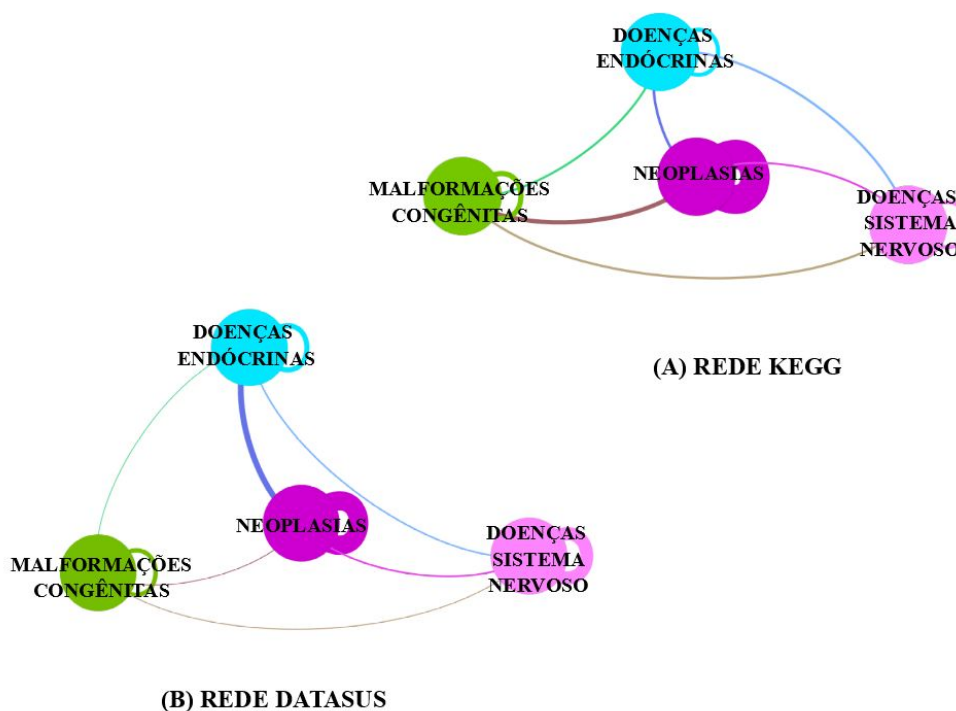 DOENÇAS
ENDÓCRINAS
NEOPLASIAS
MALFORMAÇÕES
CONGÊNITAS
DOENÇAS
SISTEMA
NERVOSO
(A) REDE KEGG
DOENÇAS
ENDÓCRINAS
NEOPLASIAS
MALFORMAÇÕES
CONGÊNITAS
DOENÇAS
SISTEMA
NERVOSO
(B) REDE DATASUS